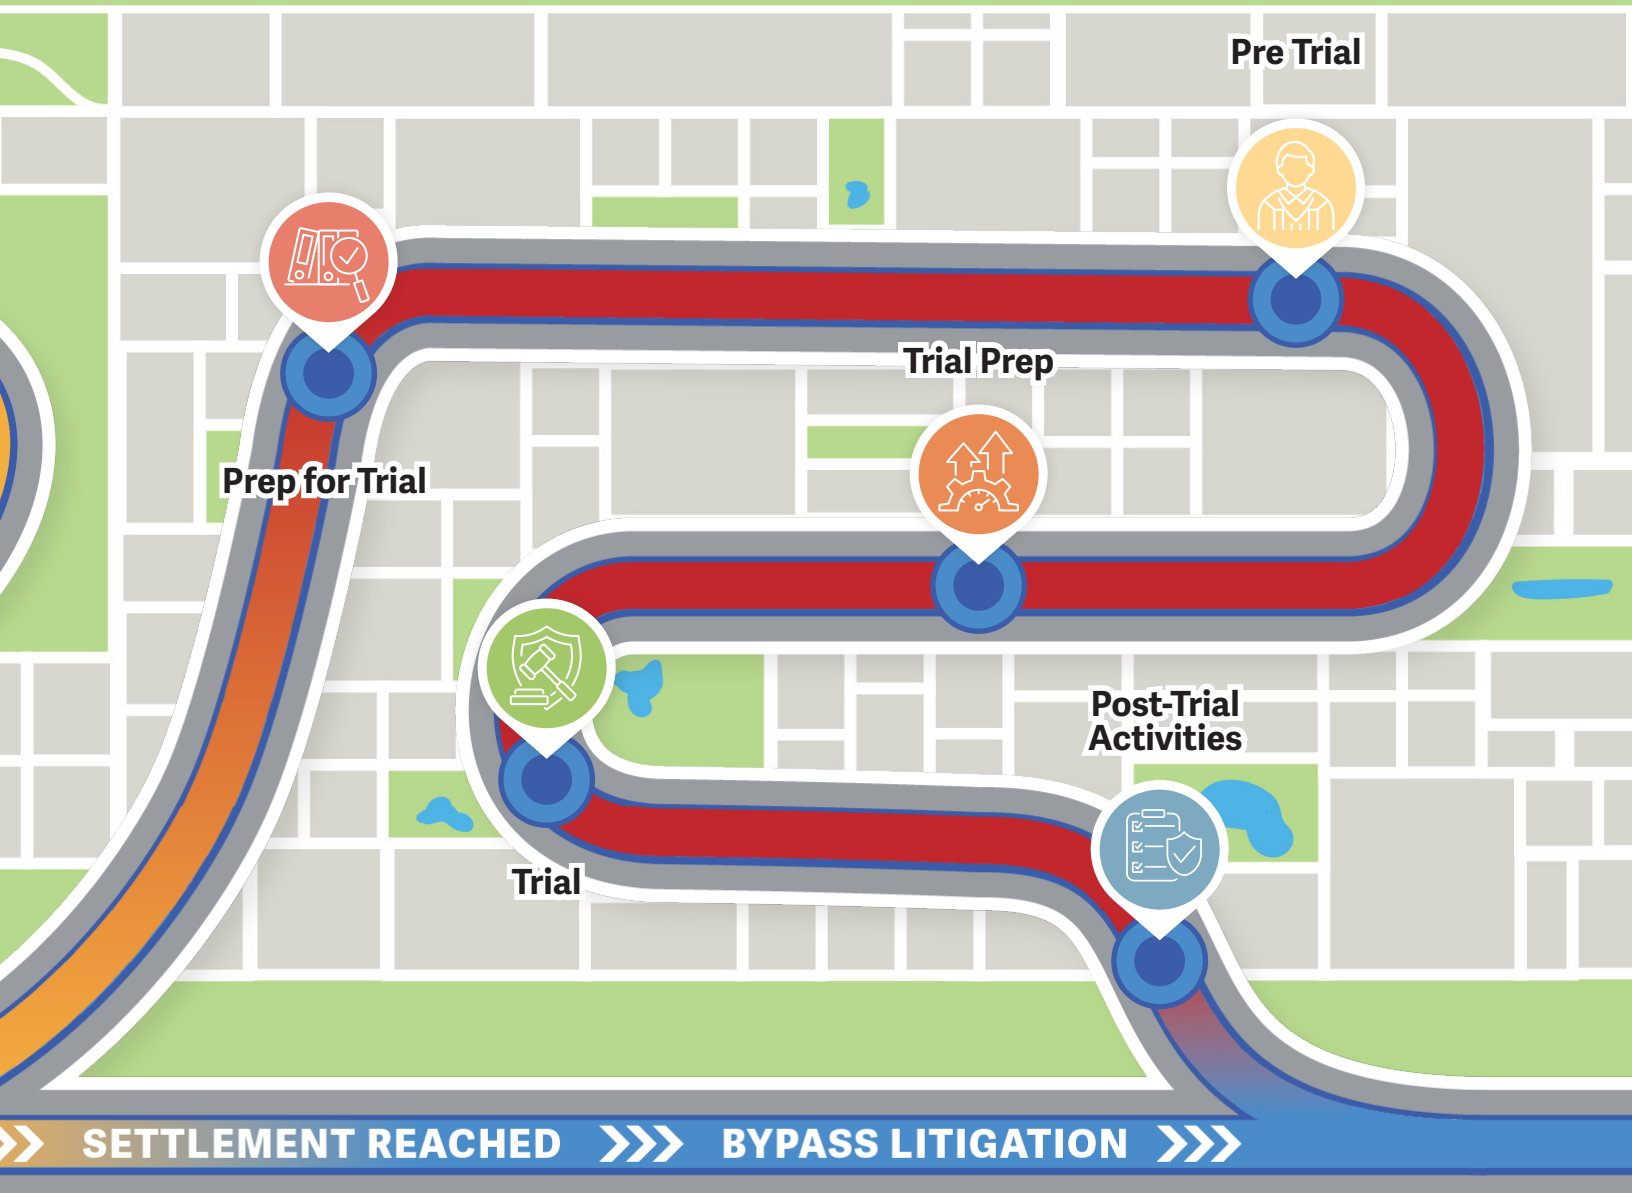 Pre Trial
Trial Prep
Prep for Trial
Post-Trial
Activities
Trial
SETTLEMENT REACHED BYPASS LITIGATION